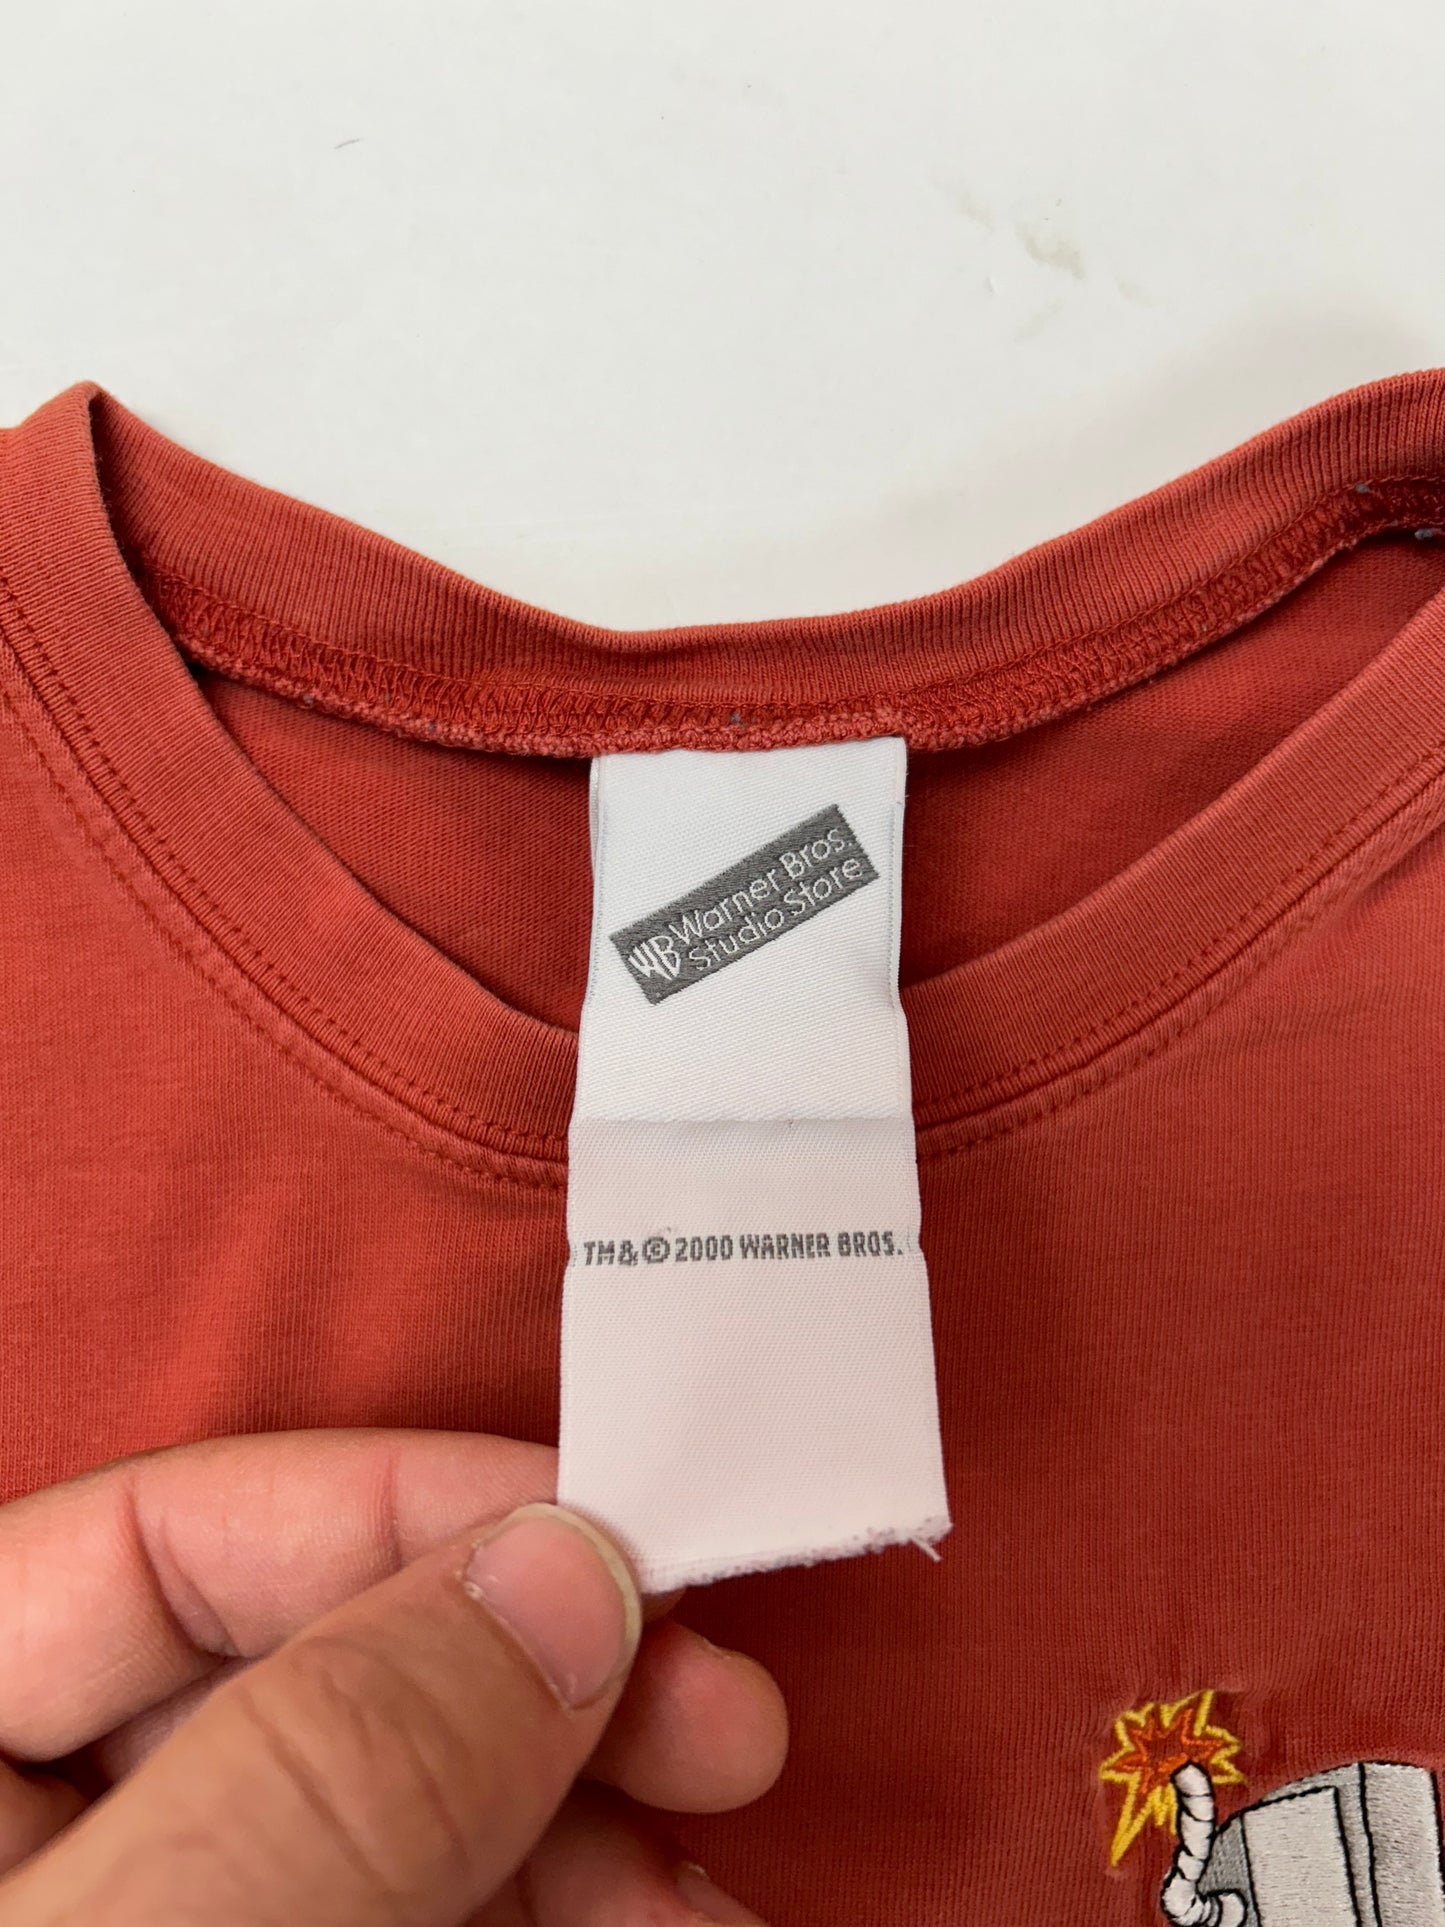 WB Warner Bros.
Studio Store
TM& © 2000 WARNER BROS.